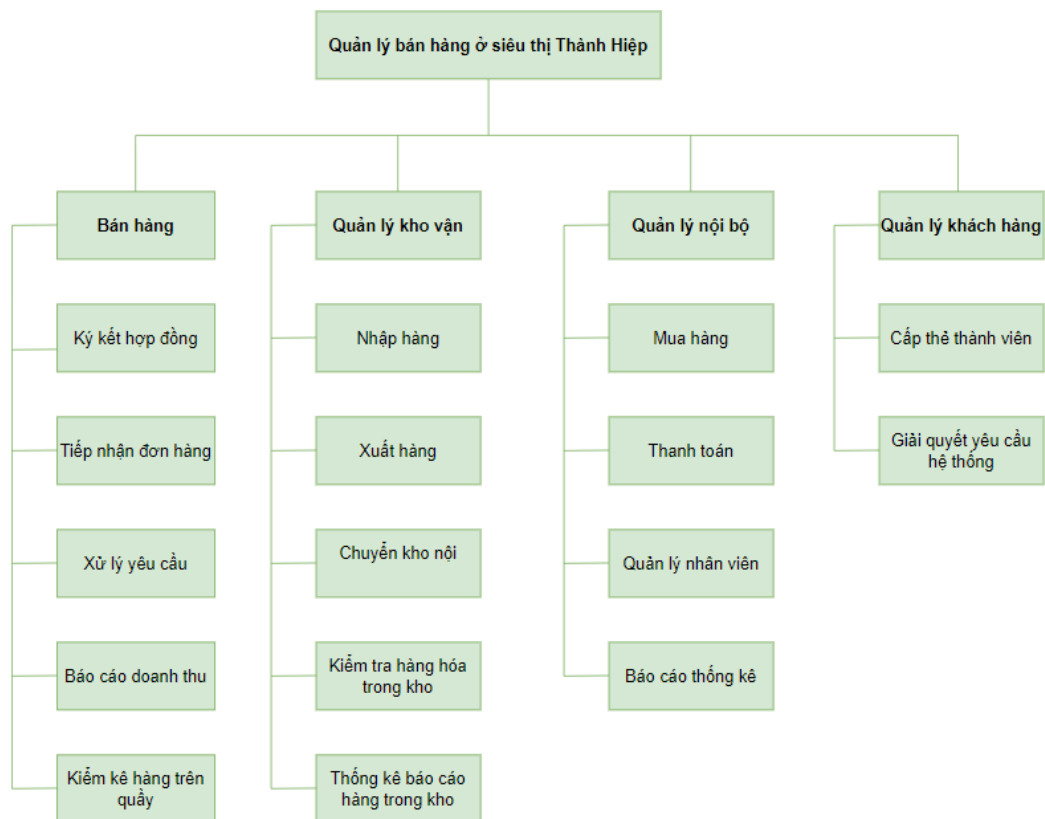 Quản lý bán hàng ở siêu thị Thành Hiệp
Bán hàng
Quản lý kho vận
Quản lý nội bộ
Quản lý khách hàng
Ký kết hợp đồng
Nhập hàng
Mua hàng
Cấp thẻ thành viên
Tiếp nhận đơn hàng
Xuất hàng
Thanh toán
Giải quyết yêu cầu
hệ thống
Xử lý yêu cầu
Chuyển kho nội
Quản lý nhân viên
Báo cáo doanh thu
Kiểm tra hàng hóa
trong kho
Báo cáo thống kê
Kiểm kê hàng trên
quầy
Thống kê báo cáo
hàng trong kho